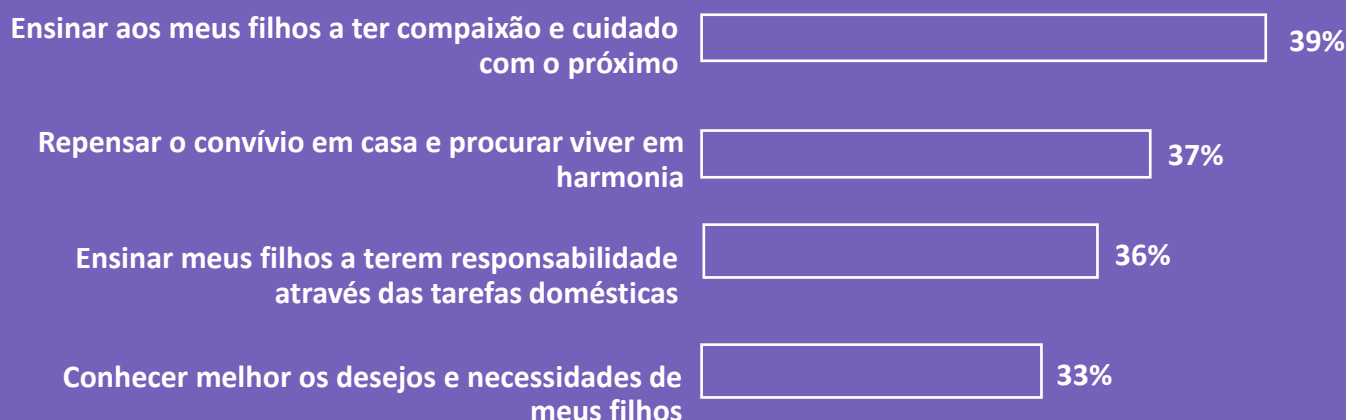 Ensinar aos meus filhos a ter compaixão e cuidado
com o próximo
39%
Repensar o convívio em casa e procurar viver em
harmonia
37%
Ensinar meus filhos a terem responsabilidade
através das tarefas domésticas
36%
Conhecer melhor os desejos e necessidades de
meus filhos
33%